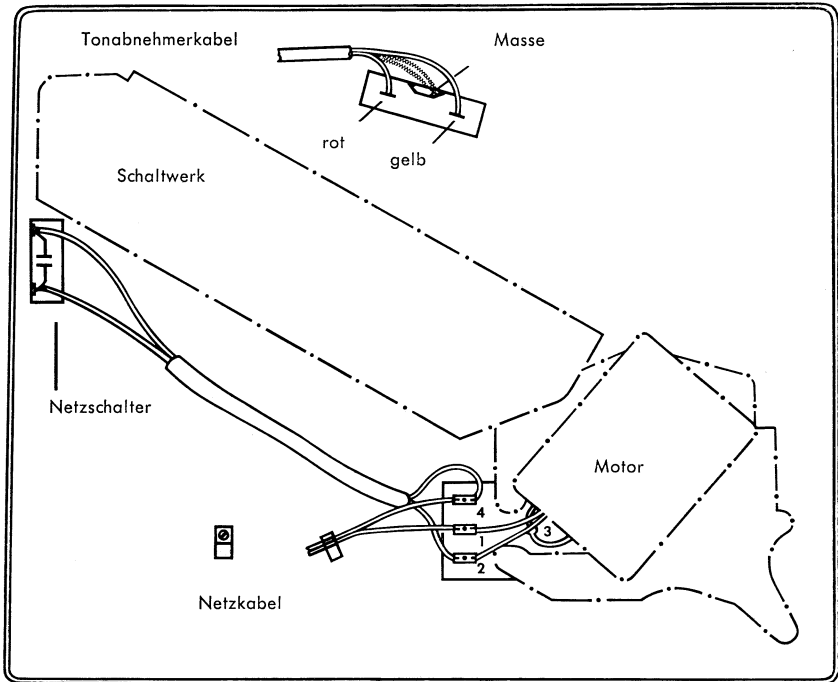 Tonabnehmerkabel
Masse
rot
gelb
Schaltwerk
Netzschalter
Motor
4
1
3
2
Netzkabel